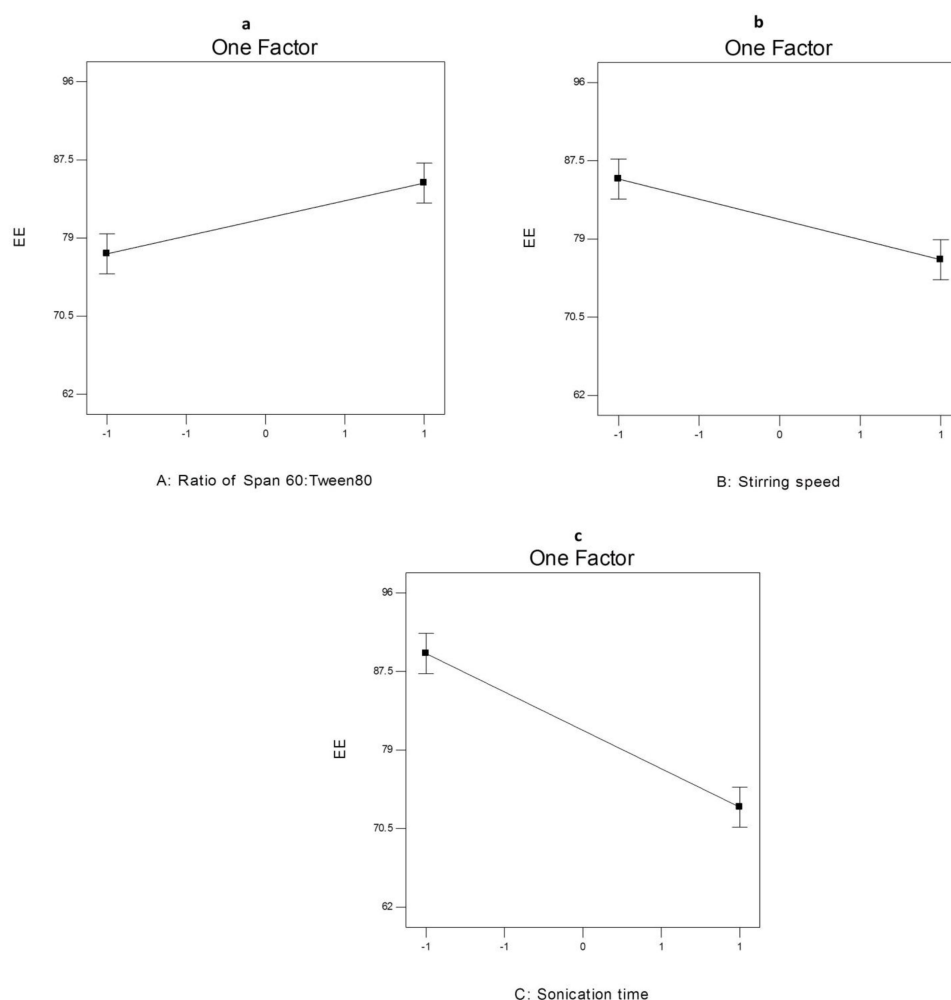 a
One Factor
96
87.5
79
70.5
62
EE
-1
-1
0
1
1
A: Ratio of Span 60:Tween80
b
One Factor
96
87.5
79
70.5
62
EE
-1
-1
0
1
1
B: Stirring speed
c
One Factor
96
87.5
79
70.5
62
EE
-1
-1
0
1
1
C: Sonication time